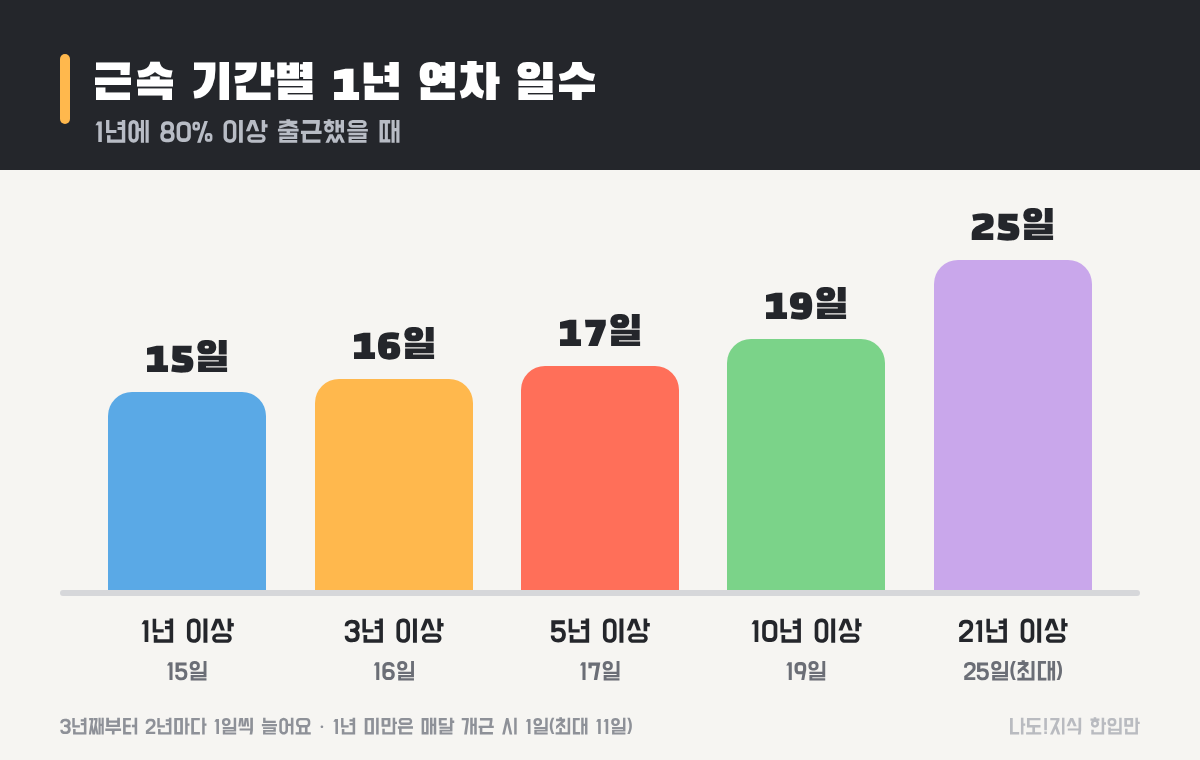 근속 기간별 1년 연차 일수
1년에 80% 이상 출근했을 때
15일
16일
17일
19일
25일
1년 이상
3년 이상
5년 이상
10년 이상
21년 이상
15일
16일
17일
19일
25일(최대)
3년째부터 2년마다 1일씩 늘어요 · 1년 미만은 매달 개근 시 1일(최대 11일)
나도!지식 한입만